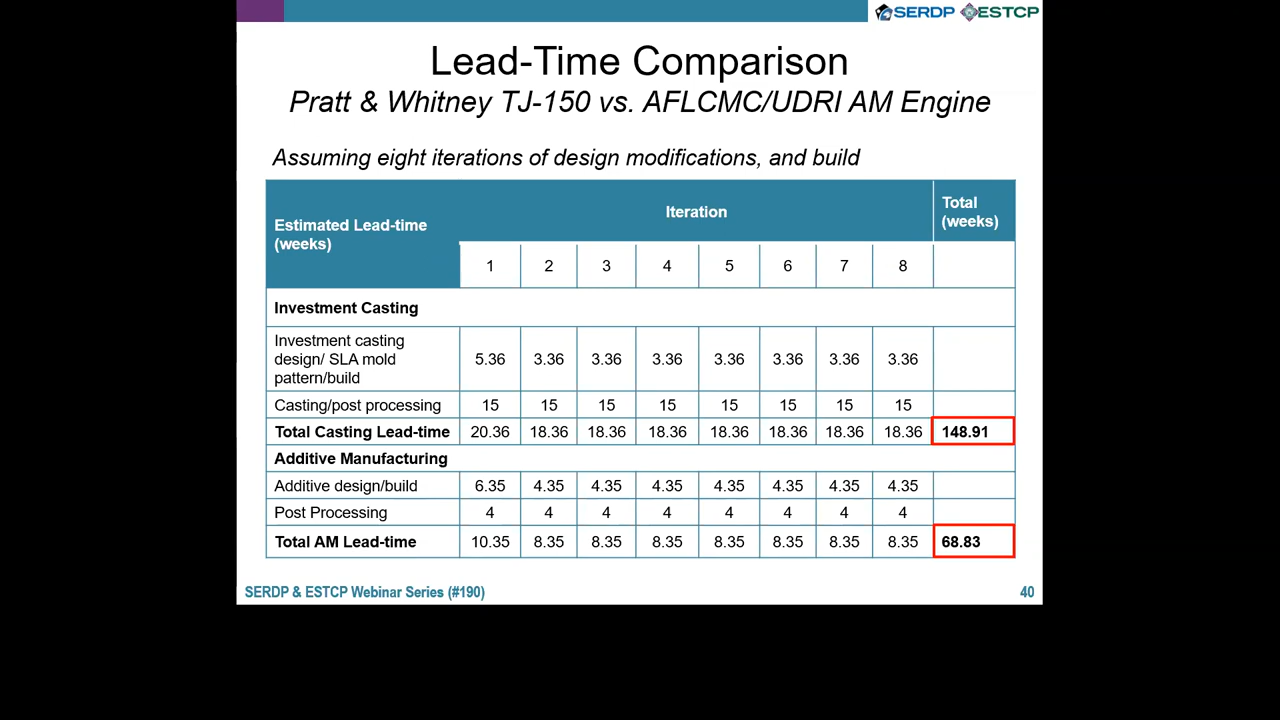 SERDP ESTCP
Lead-Time Comparison
Pratt & Whitney TJ-150 vs. AFLCMC/UDRI AM Engine
Assuming eight iterations of design modifications, and build
Estimated Lead-time
(weeks)
Iteration
Total
(weeks)
1 2 3 4 5 6 7 8
Investment Casting
Investment casting
design/ SLA mold
pattern/build
5.36 3.36 3.36 3.36 3.36 3.36 3.36 3.36
Casting/post processing 15 15 15 15 15 15 15 15
Total Casting Lead-time 20.36 18.36 18.36 18.36 18.36 18.36 18.36 18.36 148.91
Additive Manufacturing
Additive design/build 6.35 4.35 4.35 4.35 4.35 4.35 4.35 4.35
Post Processing 4 4 4 4 4 4 4 4
Total AM Lead-time 10.35 8.35 8.35 8.35 8.35 8.35 8.35 8.35 68.83
SERDP & ESTCP Webinar Series (#190) 40